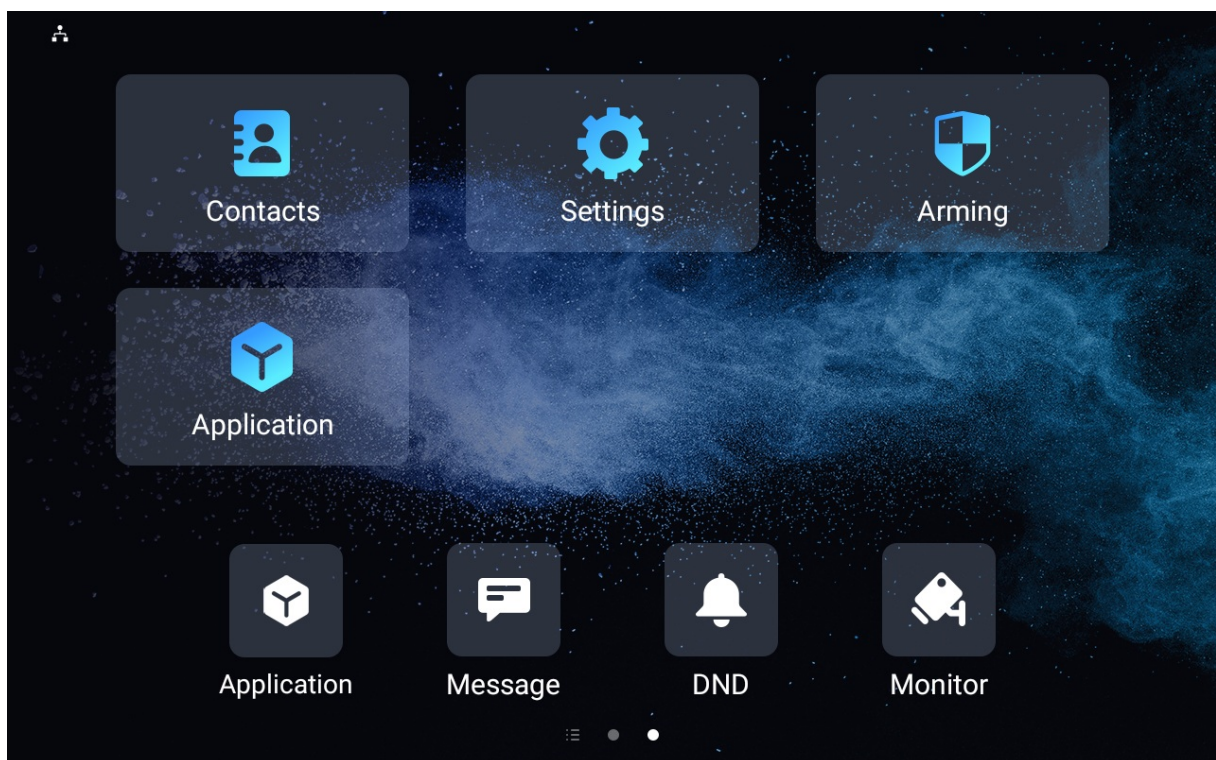 Contacts
Settings
Arming
Application
Application
Message
DND
Monitor